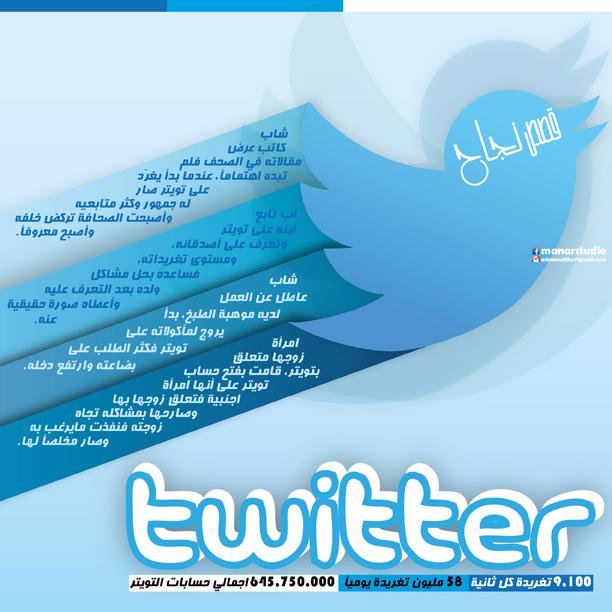 قصص نجاح
شاب
كاتب عرض
مقالاته في الصحف فلم
تبده اهتماماً، عندما بدأ يغرد
على تويتر صار
له جمهور وكثر متابعيه
وأصبحت الصحافة تركض خلفه
وأصبح معروفاً.
اب تابع
ابنه على تويتر
وتعرف على أصدقائه،
ومستوى تغريداته،
فساعده بحل مشاكل
ولده بعد التعرف عليه
وأعطاه صورة حقيقية
عنه.
شاب
عاطل عن العمل
لديه موهبة الطبخ، بدأ
يروج لمأكولاته على
تويتر فكثر الطلب على
بضاعته وارتفع دخله.
امرأة
زوجها متعلق
بتويتر، قامت بفتح حساب
تويتر على أنها امرأة
اجنبية فتعلق زوجها بها
وصارحها بمشاكله تجاه
زوجته فنفذت مايرغب به
وصار مخلصاً لها.
manarstudio
twitter
9.100 تغريدة كل ثانية
58 مليون تغريدة يومياً
645.750.000 اجمالي حسابات التويتر